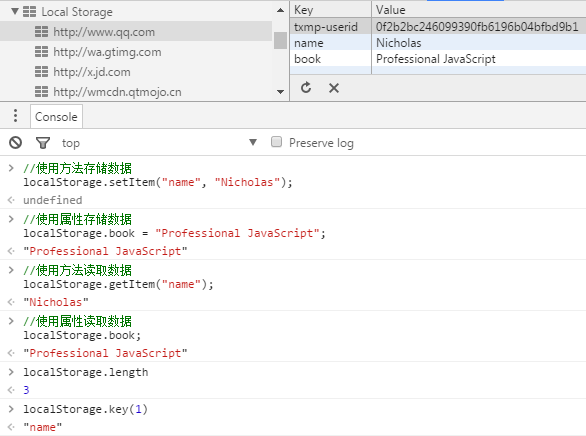 Local Storage
http://www.qq.com
http://wa.gtimg.com
http://x.jd.com
http://wmcdn.qtmojo.cn
Key Value
txmp-userid 0f2b2bc246099390fb6196b04bfbd9b1
name Nicholas
book Professional JavaScript
Console
top Preserve log
//使用方法存储数据
localStorage.setItem("name", "Nicholas");
undefined
//使用属性存储数据
localStorage.book = "Professional JavaScript";
"Professional JavaScript"
//使用方法读取数据
localStorage.getItem("name");
"Nicholas"
//使用属性读取数据
localStorage.book;
"Professional JavaScript"
localStorage.length
3
localStorage.key(1)
"name"